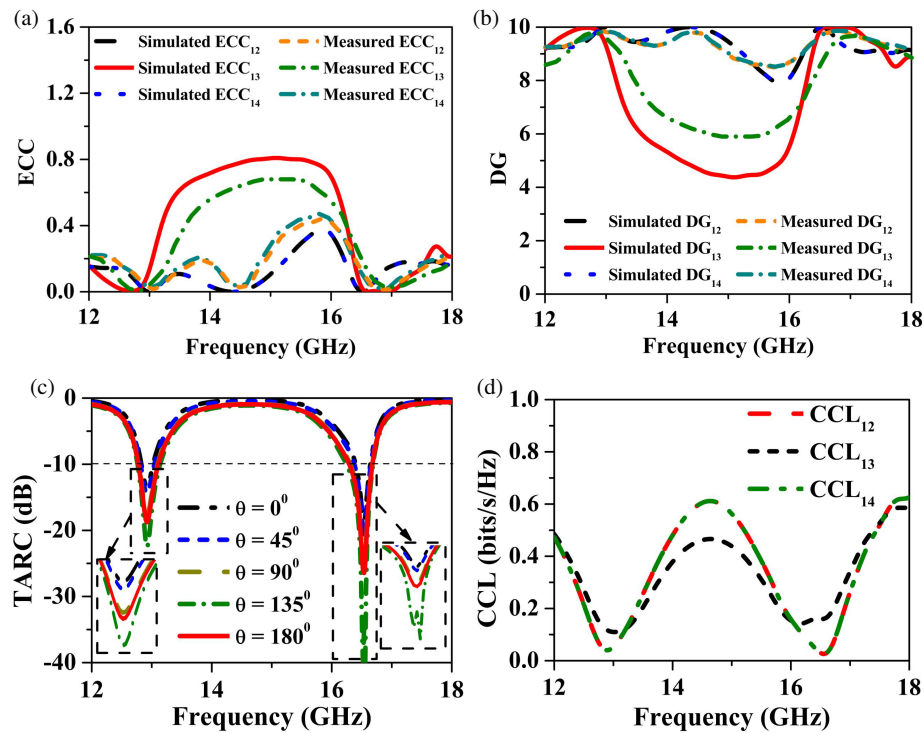 (a)
1.6
1.2
0.8
0.4
0.0
ECC
Simulated ECC12
Simulated ECC13
Simulated ECC14
Measured ECC12
Measured ECC13
Measured ECC14
12 14 16 18
Frequency (GHz)
(b)
10
8
6
4
2
0
DG
Simulated DG12
Simulated DG13
Simulated DG14
Measured DG12
Measured DG13
Measured DG14
12 14 16 18
Frequency (GHz)
(c)
0
-10
-20
-30
-40
TARC (dB)
θ = 0⁰
θ = 45⁰
θ = 90⁰
θ = 135⁰
θ = 180⁰
12 14 16 18
Frequency (GHz)
(d)
1.0
0.8
0.6
0.4
0.2
0.0
CCL (bits/s/Hz)
CCL12
CCL13
CCL14
12 14 16 18
Frequency (GHz)